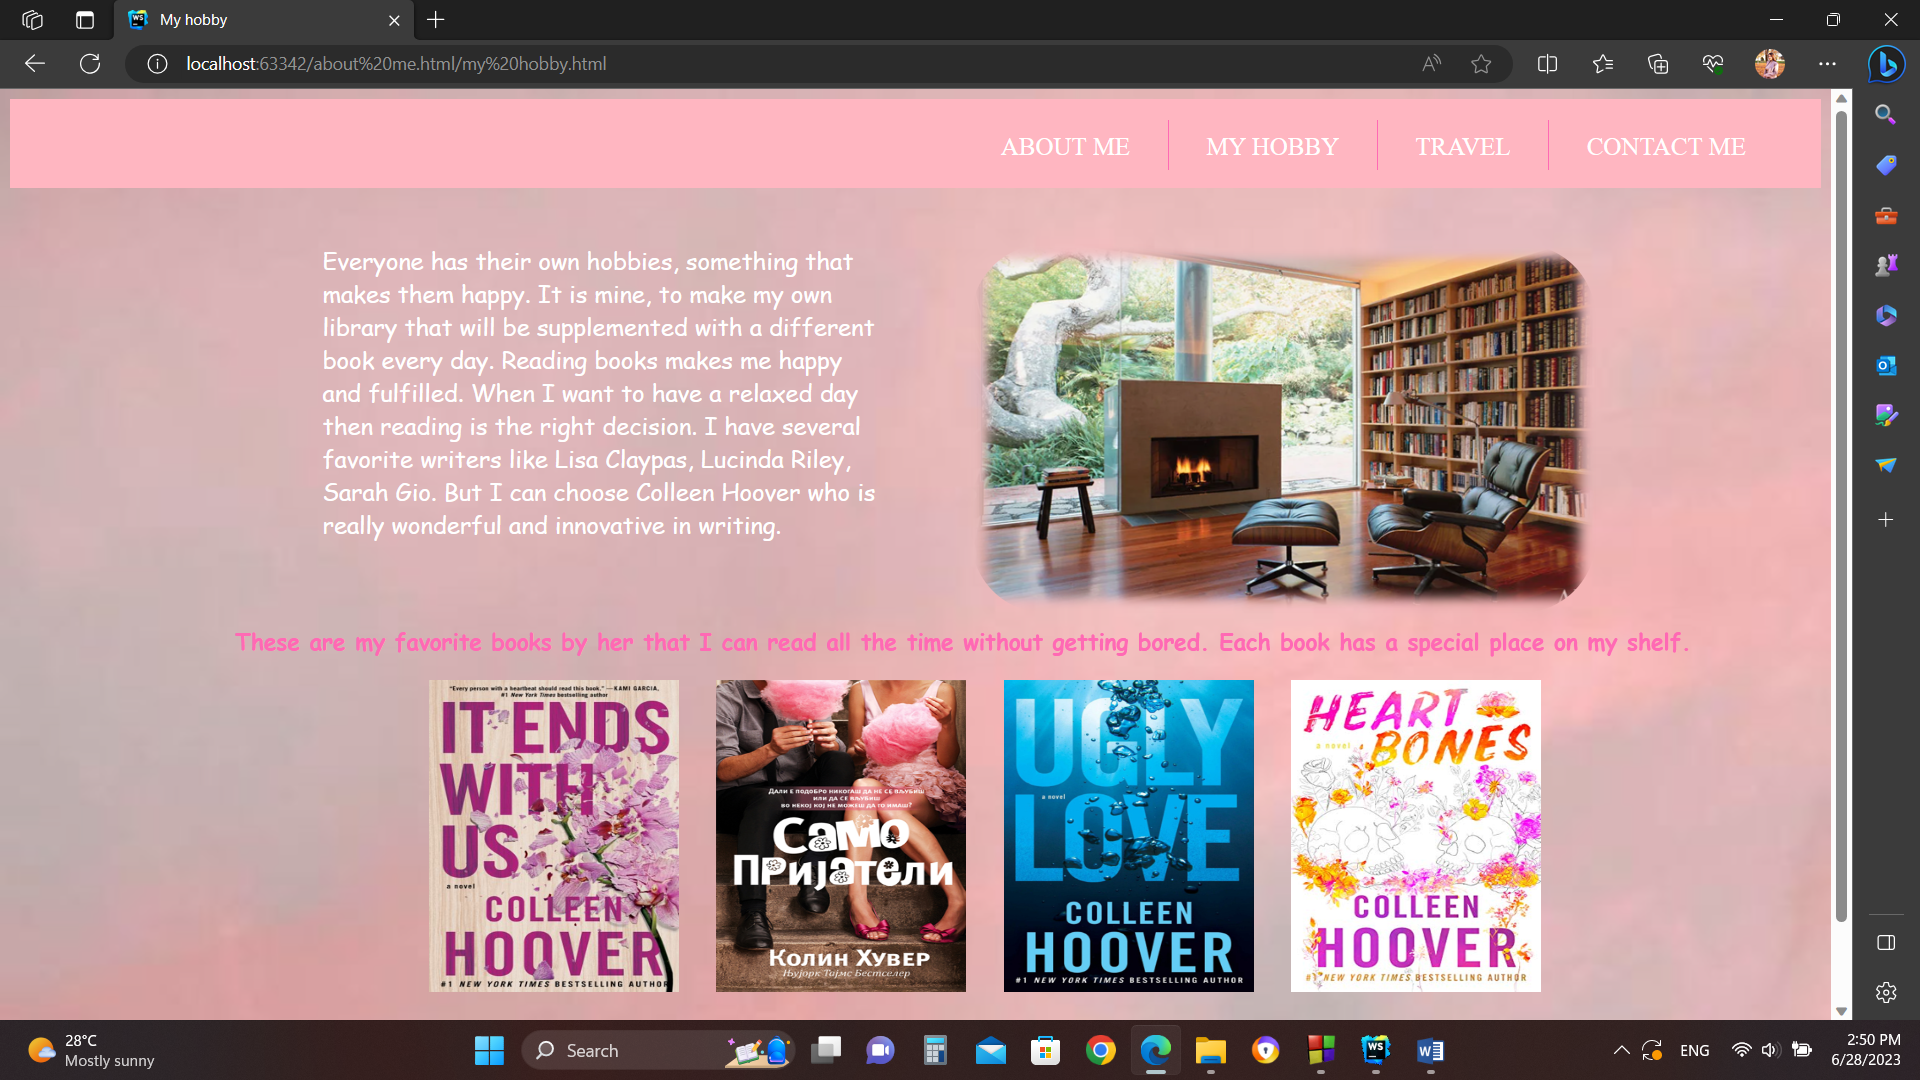 My hobby
localhost:63342/about%20me.html/my%20hobby.html
ABOUT ME
MY HOBBY
TRAVEL
CONTACT ME
Everyone has their own hobbies, something that
makes them happy. It is mine, to make my own
library that will be supplemented with a different
book every day. Reading books makes me happy
and fulfilled. When I want to have a relaxed day
then reading is the right decision. I have several
favorite writers like Lisa Claypas, Lucinda Riley,
Sarah Gio. But I can choose Colleen Hoover who is
really wonderful and innovative in writing.
These are my favorite books by her that I can read all the time without getting bored. Each book has a special place on my shelf.
"Every person with a heartbeat should read this book." —KAMI GARCIA,
#1 New York Times bestselling author
IT ENDS
WITH
US
a novel
COLLEEN
HOOVER
#1 NEW YORK TIMES BESTSELLING AUTHOR
ДАЛИ Е ПОДОБРО НИКОГАШ ДА НЕ СЕ ВЉУБИШ
ИЛИ ДА СЕ ВЉУБИШ
ВО НЕКОЈ КОЈ НЕ МОЖЕШ ДА ГО ИМАШ?
Само
Пријатели
Колин Хувер
Њујорк Тајмс Бестселер
UGLY
a novel
LOVE
COLLEEN
HOOVER
#1 NEW YORK TIMES BESTSELLING AUTHOR
HEART
a novel
BONES
COLLEEN
HOOVER
#1 NEW YORK TIMES BESTSELLING AUTHOR
28°C
Mostly sunny
Search
ENG
2:50 PM
6/28/2023